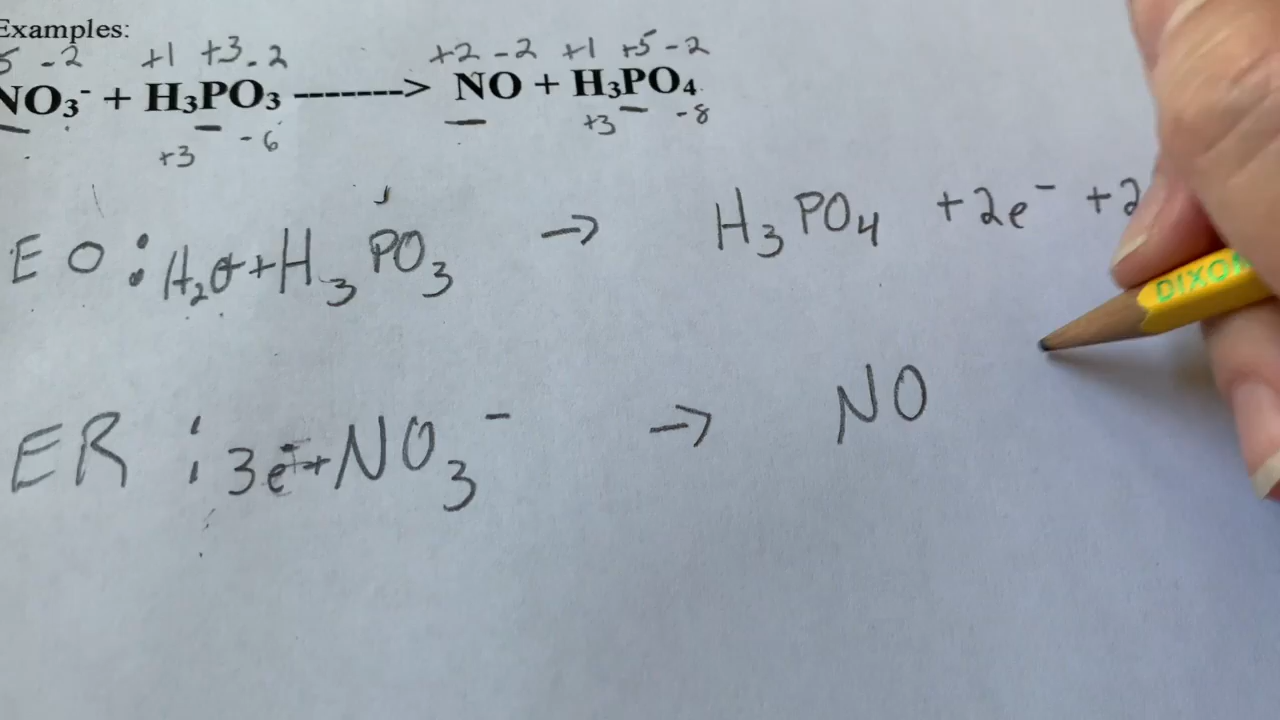 Examples:
5 -2 +1 +3 -2 +2 -2 +1 +5 -2
NO₃⁻ + H₃PO₃ -------> NO + H₃PO₄
+3 -6 +3 -8
EO : H₂O + H₃PO₃ → H₃PO₄ + 2e⁻ + 2
ER : 3e⁻ + NO₃⁻ → NO
DIXO